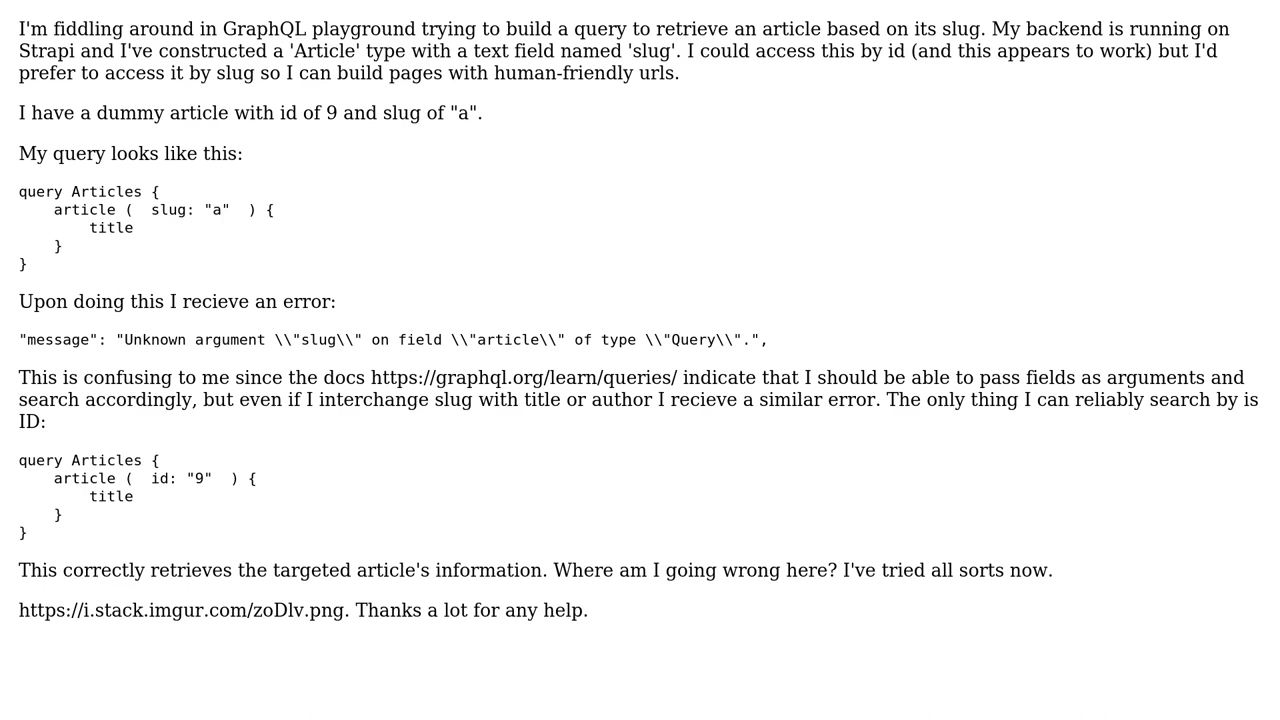 I'm fiddling around in GraphQL playground trying to build a query to retrieve an article based on its slug. My backend is running on
Strapi and I've constructed a 'Article' type with a text field named 'slug'. I could access this by id (and this appears to work) but I'd
prefer to access it by slug so I can build pages with human-friendly urls.
I have a dummy article with id of 9 and slug of "a".
My query looks like this:
query Articles {
    article (  slug: "a"  ) {
        title
    }
}
Upon doing this I recieve an error:
"message": "Unknown argument \\"slug\\" on field \\"article\\" of type \\"Query\\".",
This is confusing to me since the docs https://graphql.org/learn/queries/ indicate that I should be able to pass fields as arguments and
search accordingly, but even if I interchange slug with title or author I recieve a similar error. The only thing I can reliably search by is
ID:
query Articles {
    article (  id: "9"  ) {
        title
    }
}
This correctly retrieves the targeted article's information. Where am I going wrong here? I've tried all sorts now.
https://i.stack.imgur.com/zoDlv.png. Thanks a lot for any help.